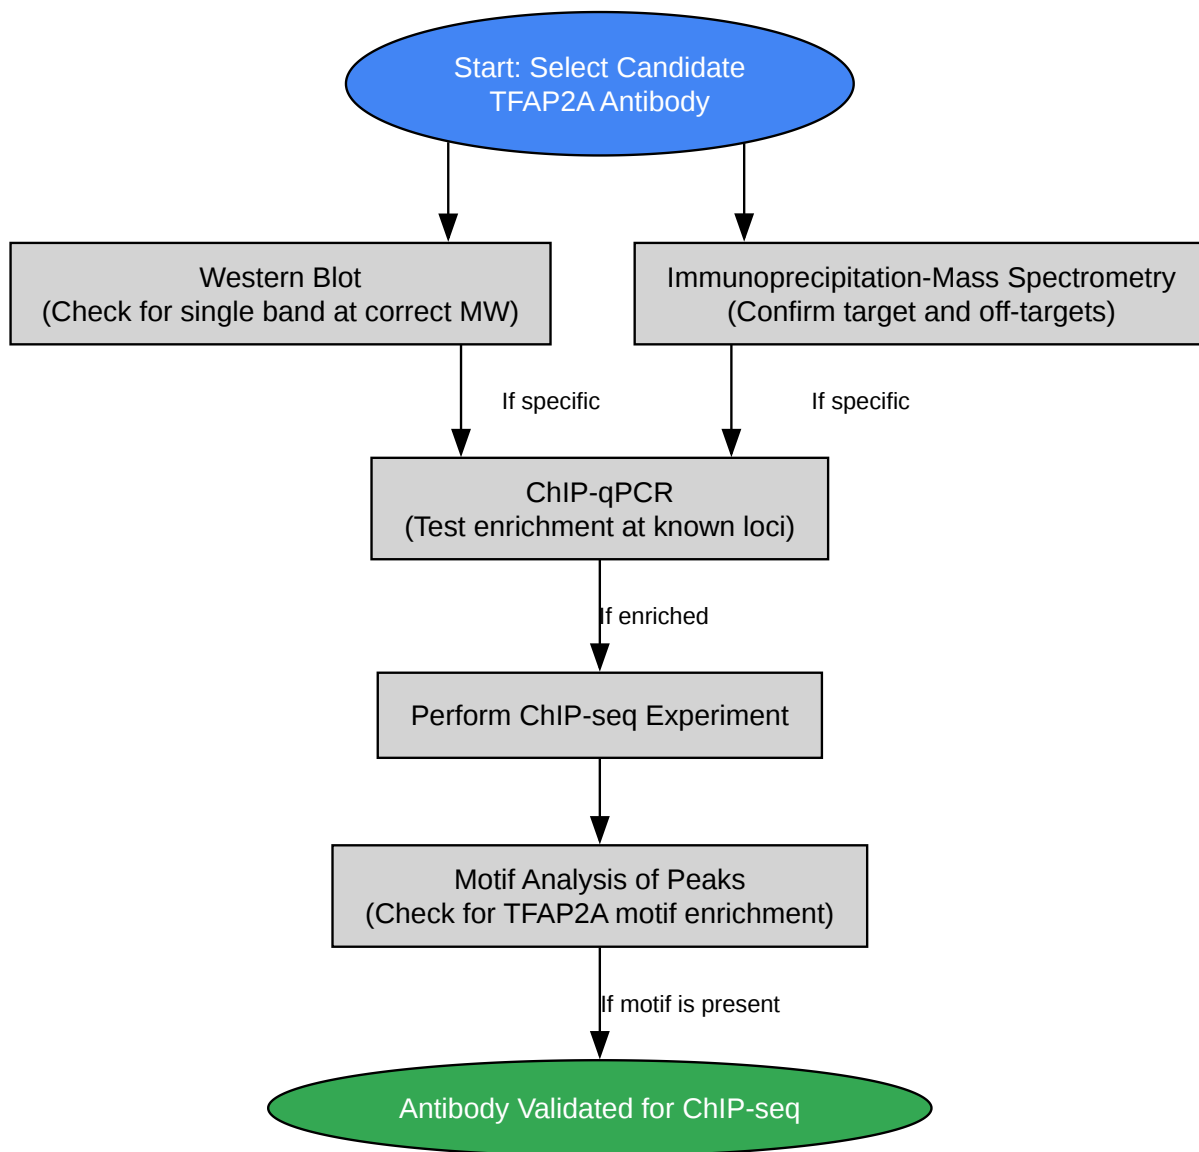 Start: Select Candidate
TFAP2A Antibody
Western Blot
(Check for single band at correct MW)
Immunoprecipitation-Mass Spectrometry
(Confirm target and off-targets)
If specific
If specific
ChIP-qPCR
(Test enrichment at known loci)
If enriched
Perform ChIP-seq Experiment
Motif Analysis of Peaks
(Check for TFAP2A motif enrichment)
If motif is present
Antibody Validated for ChIP-seq